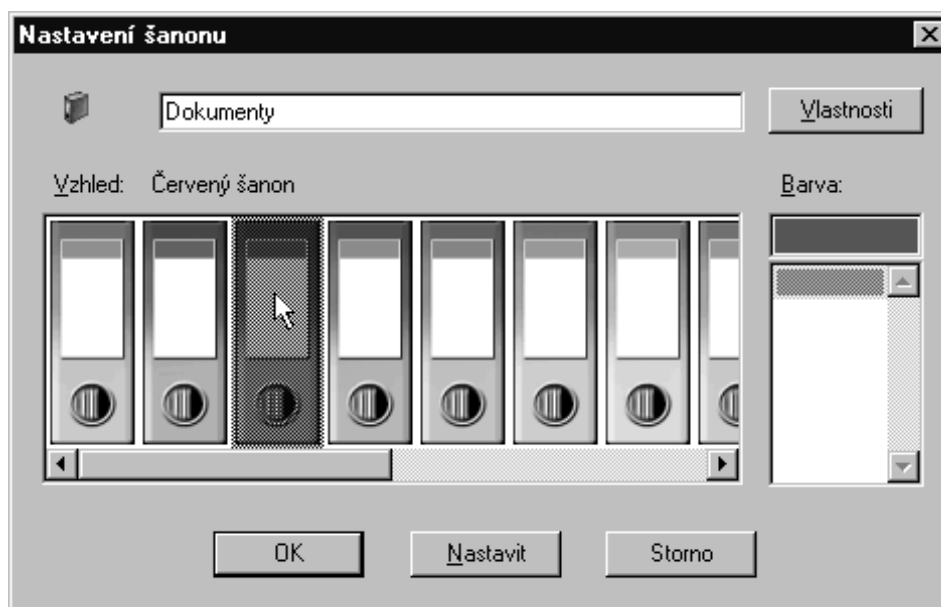 Nastavení šanonu
Dokumenty
Vlastnosti
Vzhled: Červený šanon
Barva:
OK
Nastavit
Storno